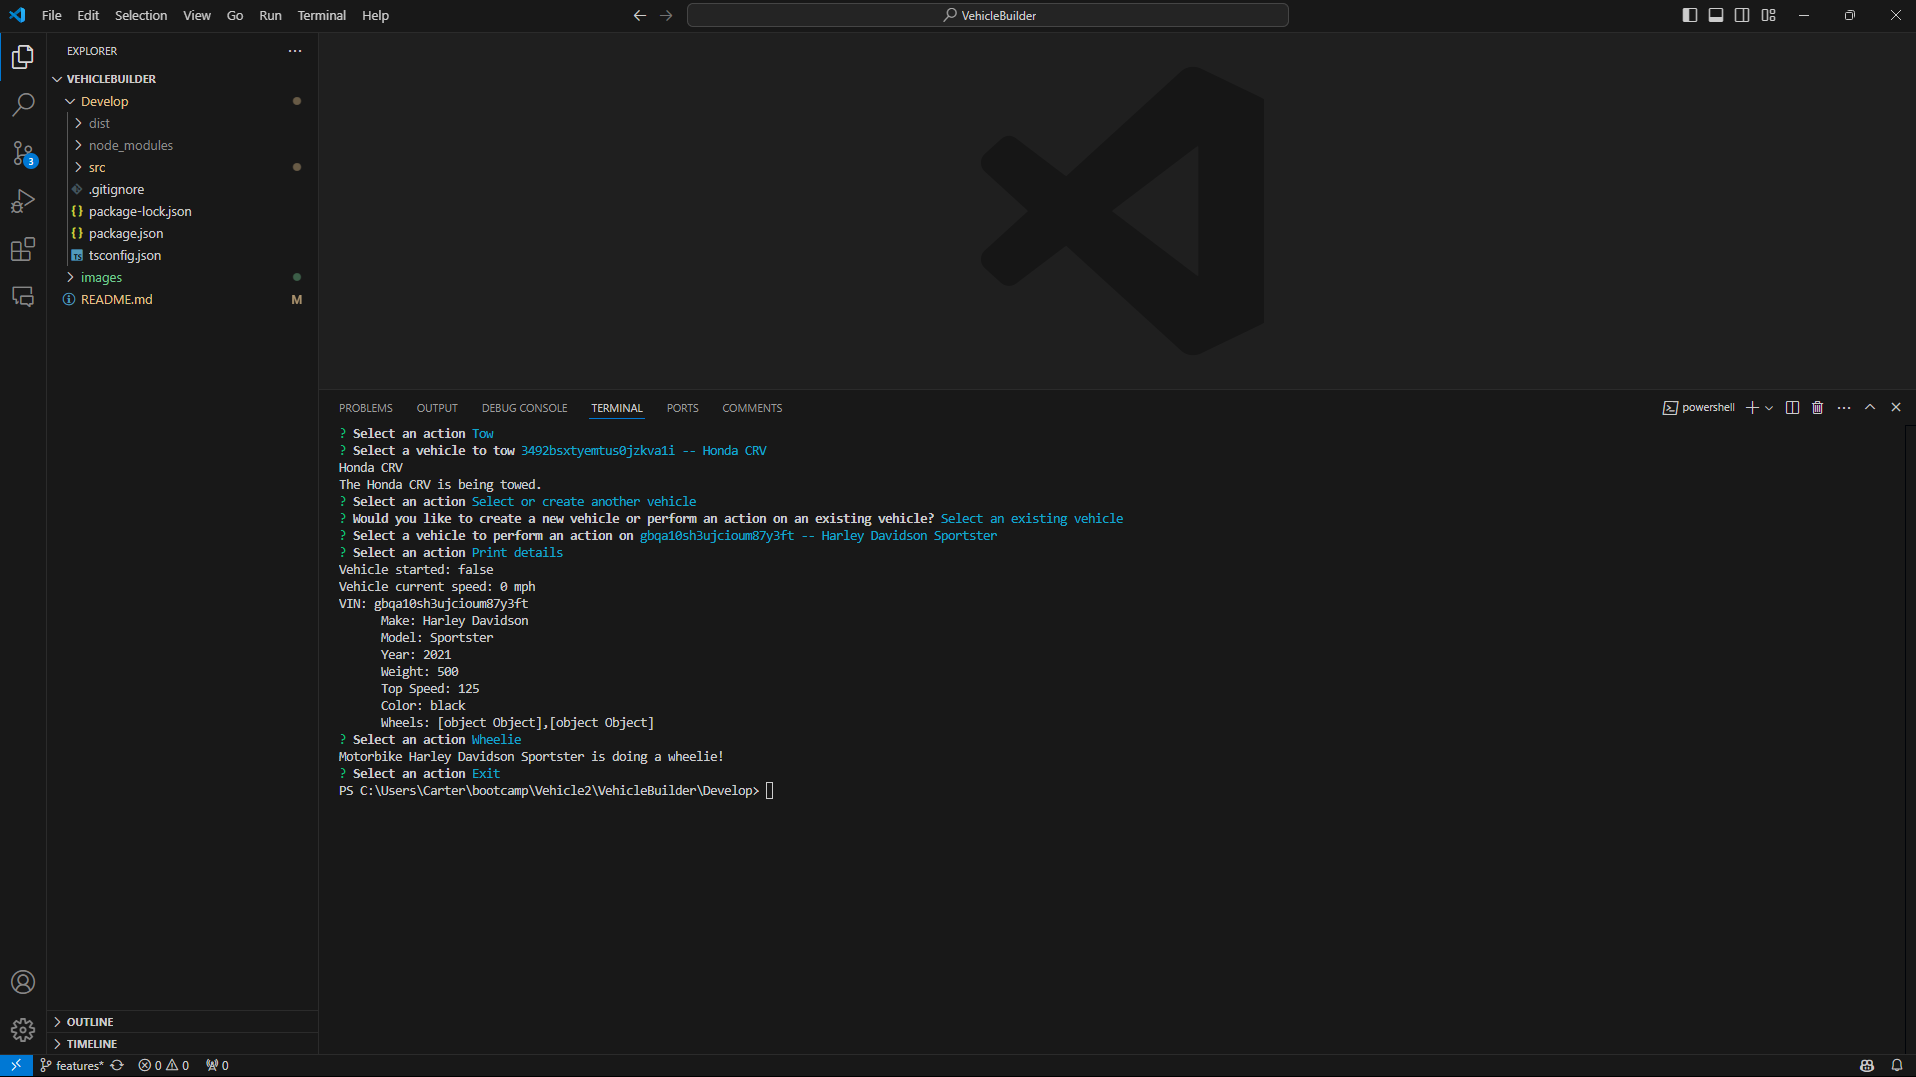 File Edit Selection View Go Run Terminal Help
VehicleBuilder
EXPLORER
VEHICLEBUILDER
Develop
dist
node_modules
src
.gitignore
package-lock.json
package.json
tsconfig.json
images
README.md M
3
PROBLEMS OUTPUT DEBUG CONSOLE TERMINAL PORTS COMMENTS
powershell
? Select an action Tow
? Select a vehicle to tow 3492bsxtyemtus0jzkva1i -- Honda CRV
Honda CRV
The Honda CRV is being towed.
? Select an action Select or create another vehicle
? Would you like to create a new vehicle or perform an action on an existing vehicle? Select an existing vehicle
? Select a vehicle to perform an action on gbqa10sh3ujcioum87y3ft -- Harley Davidson Sportster
? Select an action Print details
Vehicle started: false
Vehicle current speed: 0 mph
VIN: gbqa10sh3ujcioum87y3ft
Make: Harley Davidson
Model: Sportster
Year: 2021
Weight: 500
Top Speed: 125
Color: black
Wheels: [object Object],[object Object]
? Select an action Wheelie
Motorbike Harley Davidson Sportster is doing a wheelie!
? Select an action Exit
PS C:\Users\Carter\bootcamp\Vehicle2\VehicleBuilder\Develop>
OUTLINE
TIMELINE
features* 0 0 0